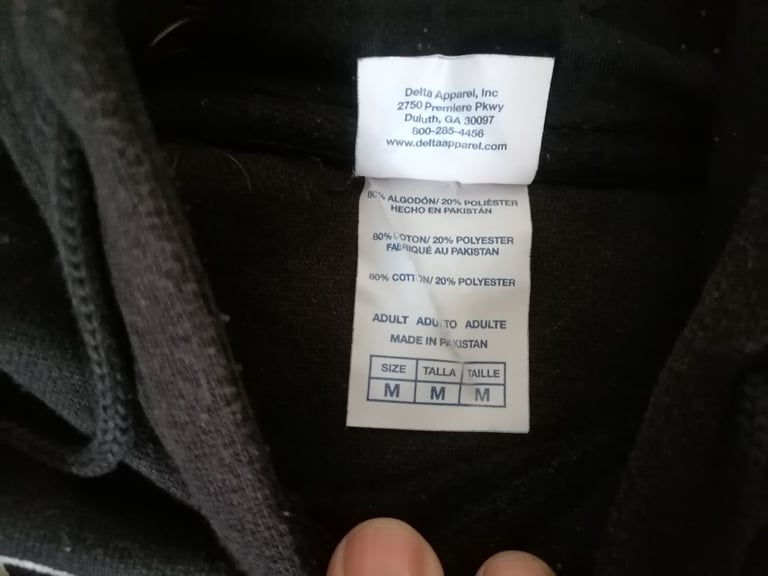 Delta Apparel, Inc
2750 Premiere Pkwy
Duluth, GA 30097
800-285-4456
www.deltaapparel.com
80% ALGODÓN/ 20% POLIÉSTER
HECHO EN PAKISTÁN
80% COTON/ 20% POLYESTER
FABRIQUÉ AU PAKISTAN
80% COTTON/ 20% POLYESTER
ADULT ADULTO ADULTE
MADE IN PAKISTAN
SIZE TALLA TAILLE
M M M